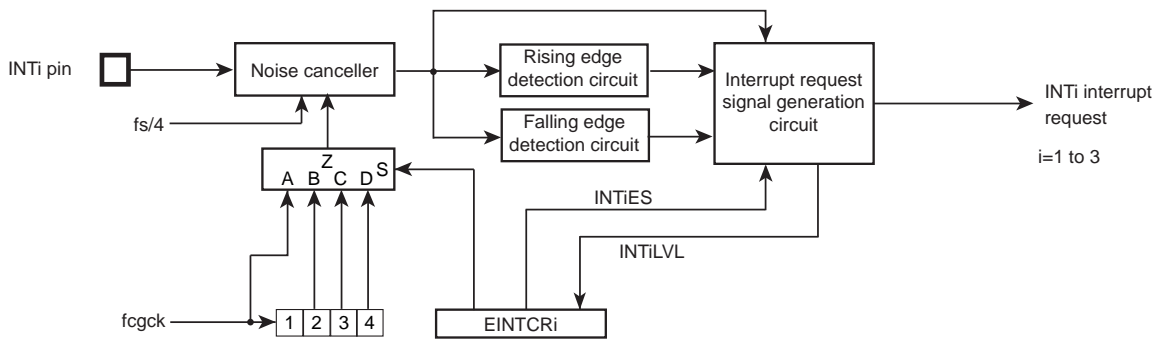 INTi pin
Noise canceller
Rising edge
detection circuit
Falling edge
detection circuit
Interrupt request
signal generation
circuit
INTi interrupt
request
i=1 to 3
fs/4
Z
S
A B C D
INTiES
INTiLVL
fcgck
1 2 3 4
EINTCRi